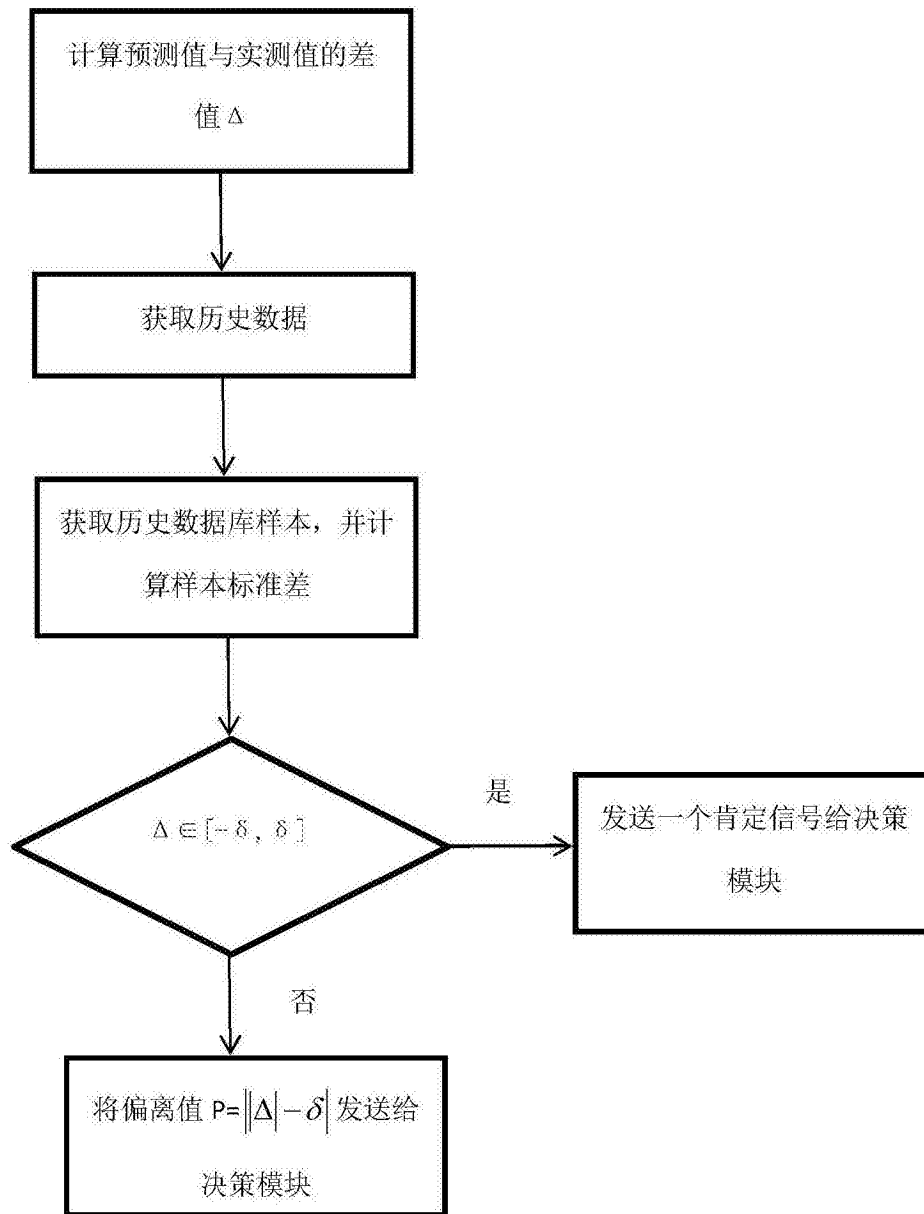 计算预测值与实测值的差
值 Δ
获取历史数据
获取历史数据库样本，并计
算样本标准差
Δ∈[-δ, δ]
是
发送一个肯定信号给决策
模块
否
将偏离值 P=||Δ|-δ| 发送给
决策模块